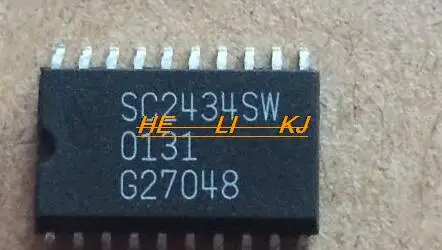 SC2434SW
HE LI KJ
0131
G27048